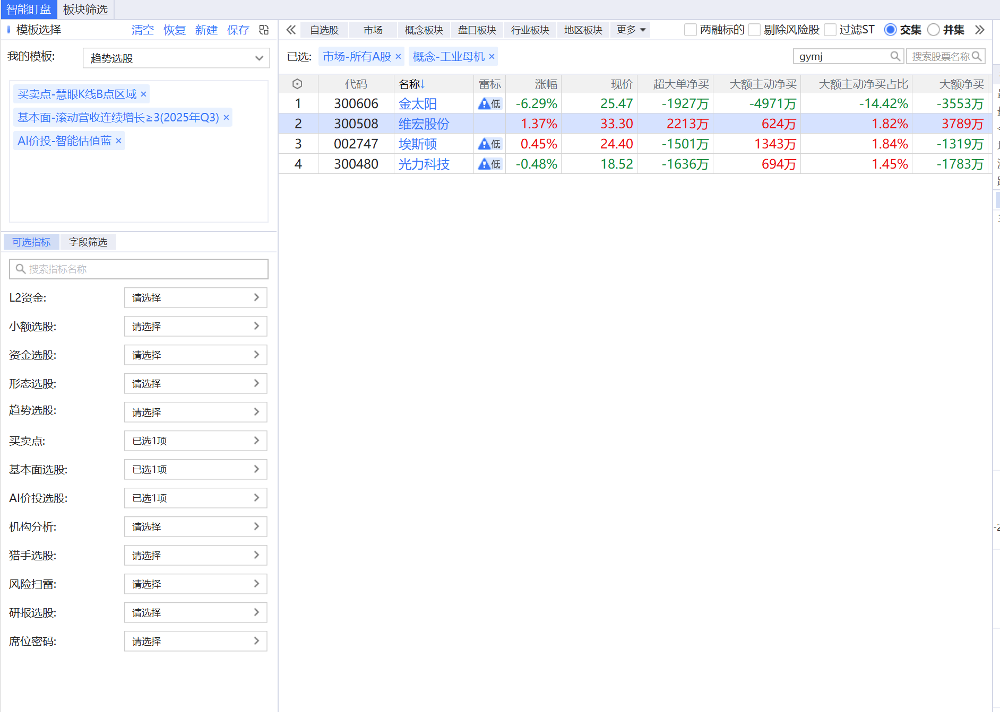 智能盯盘 板块筛选
模板选择 清空 恢复 新建 保存
我的模板: 趋势选股
买卖点-慧眼K线B点区域 ×
基本面-滚动营收连续增长≥3(2025年Q3) ×
AI价投-智能估值蓝 ×
可选指标 字段筛选
搜索指标名称
L2资金: 请选择
小额选股: 请选择
资金选股: 请选择
形态选股: 请选择
趋势选股: 请选择
买卖点: 已选1项
基本面选股: 已选1项
AI价投选股: 已选1项
机构分析: 请选择
猎手选股: 请选择
风险扫雷: 请选择
研报选股: 请选择
席位密码: 请选择
自选股 市场 概念板块 盘口板块 行业板块 地区板块 更多 两融标的 剔除风险股 过滤ST 交集 并集
已选: 市场-所有A股 × 概念-工业母机 × gymj 搜索股票名称
代码 名称↓ 雷标 涨幅 现价 超大单净买 大额主动净买 大额主动净买占比 大额净买
1 300606 金太阳 低 -6.29% 25.47 -1927万 -4971万 -14.42% -3553万
2 300508 维宏股份 1.37% 33.30 2213万 624万 1.82% 3789万
3 002747 埃斯顿 低 0.45% 24.40 -1501万 1343万 1.84% -1319万
4 300480 光力科技 低 -0.48% 18.52 -1636万 694万 1.45% -1783万